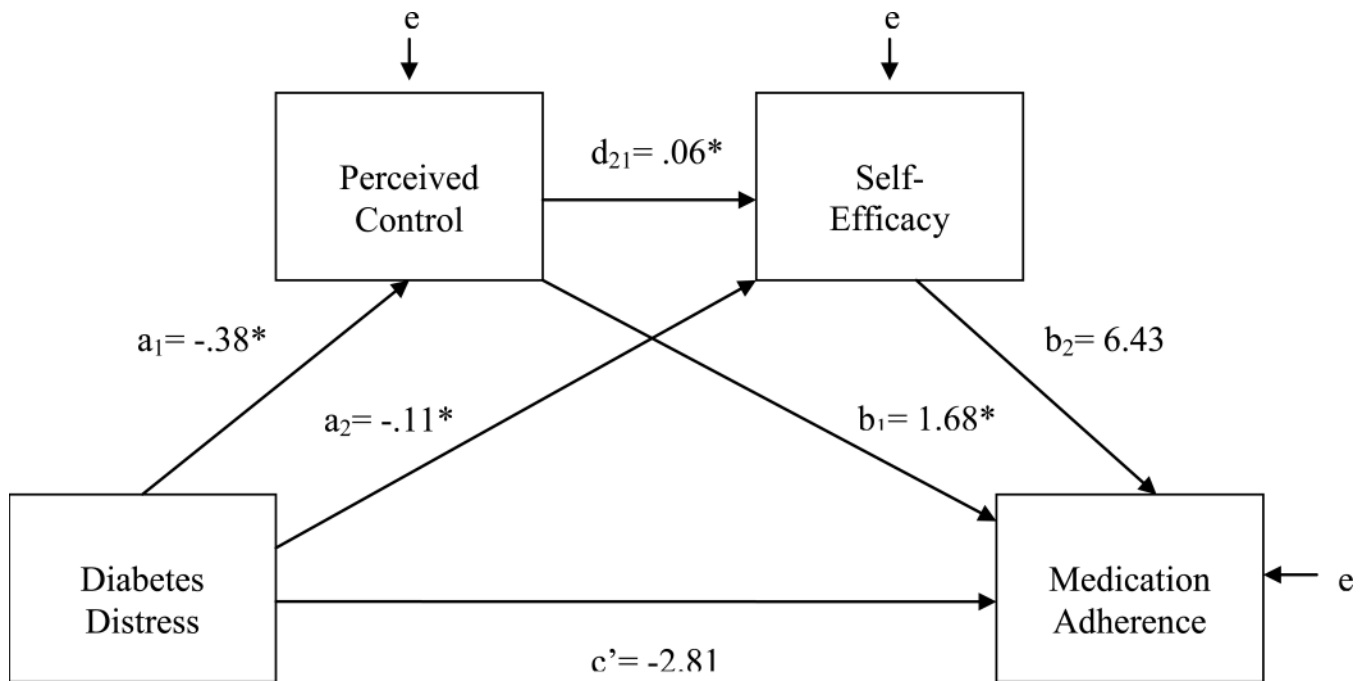 e
e
Perceived
Control
d21= .06*
Self-
Efficacy
a1= -.38*
b2= 6.43
a2= -.11*
b1= 1.68*
Diabetes
Distress
Medication
Adherence
e
c’= -2.81